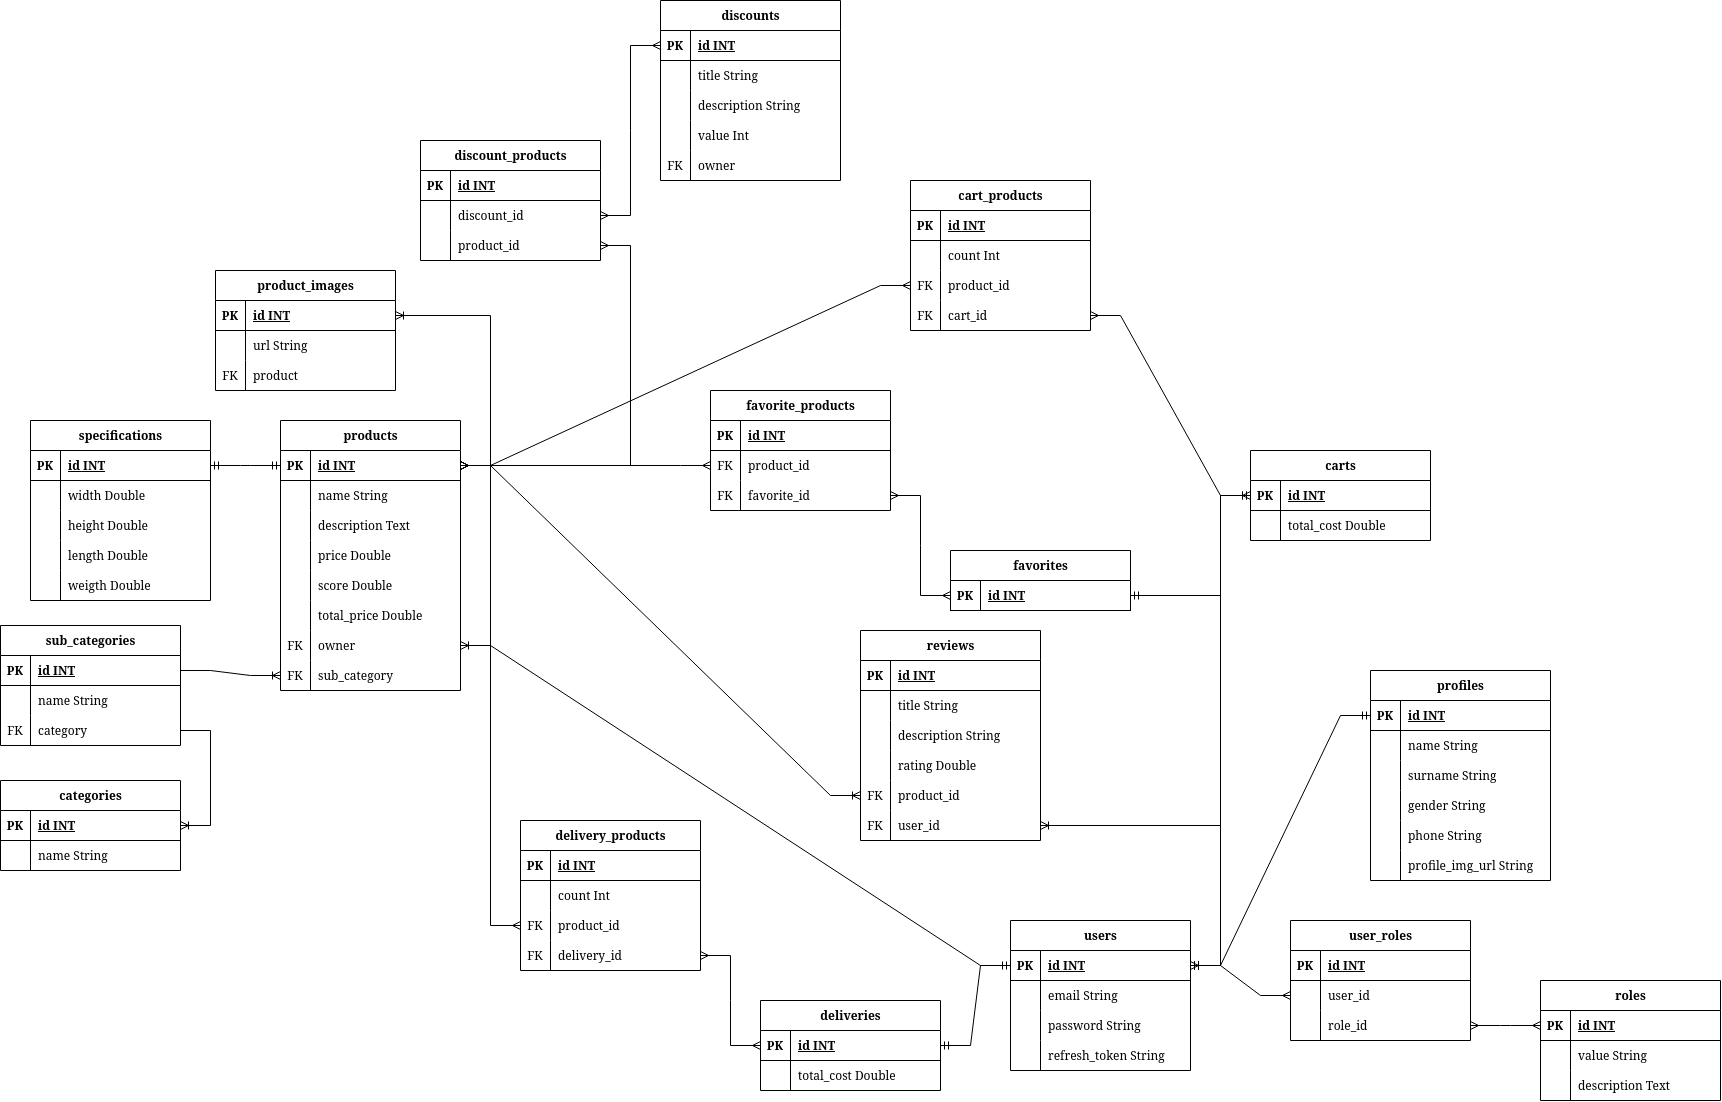 discounts
PK id INT
title String
description String
value Int
FK owner
discount_products
PK id INT
discount_id
product_id
cart_products
PK id INT
count Int
FK product_id
FK cart_id
product_images
PK id INT
url String
FK product
favorite_products
PK id INT
FK product_id
FK favorite_id
specifications
PK id INT
width Double
height Double
length Double
weigth Double
products
PK id INT
name String
description Text
price Double
score Double
total_price Double
FK owner
FK sub_category
carts
PK id INT
total_cost Double
favorites
PK id INT
sub_categories
PK id INT
name String
FK category
reviews
PK id INT
title String
description String
rating Double
FK product_id
FK user_id
profiles
PK id INT
name String
surname String
gender String
phone String
profile_img_url String
categories
PK id INT
name String
delivery_products
PK id INT
count Int
FK product_id
FK delivery_id
users
PK id INT
email String
password String
refresh_token String
user_roles
PK id INT
user_id
role_id
roles
PK id INT
value String
description Text
deliveries
PK id INT
total_cost Double